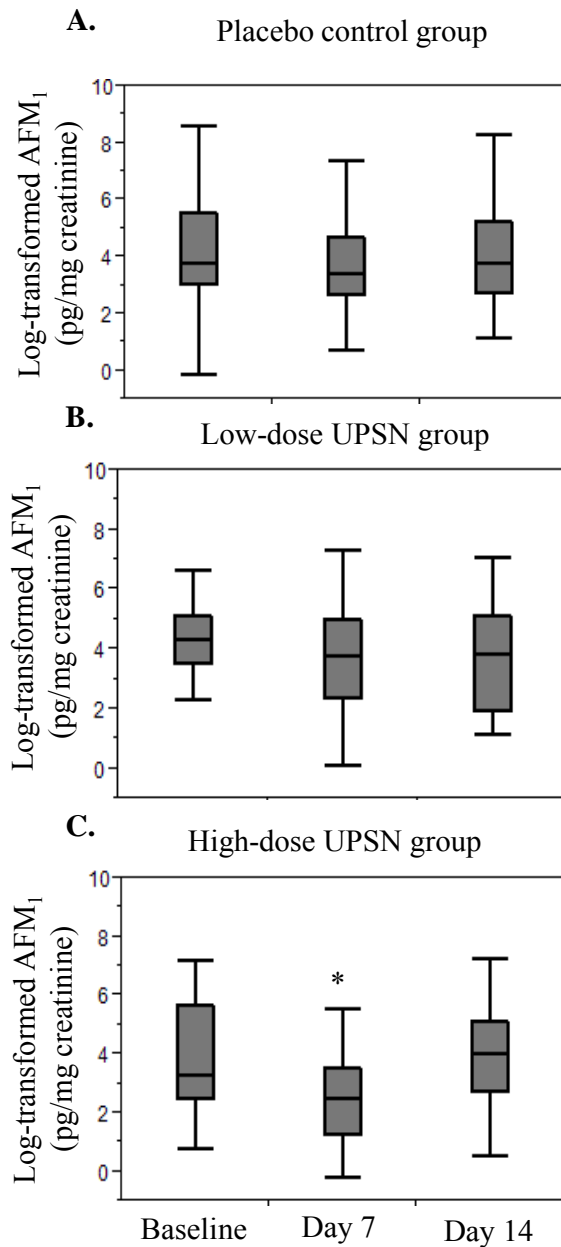 A.
Placebo control group
Log-transformed AFM₁
(pg/mg creatinine)
10
8
6
4
2
0
B.
Low-dose UPSN group
Log-transformed AFM₁
(pg/mg creatinine)
10
8
6
4
2
0
C.
High-dose UPSN group
Log-transformed AFM₁
(pg/mg creatinine)
10
8
6
4
2
0
*
Baseline Day 7 Day 14